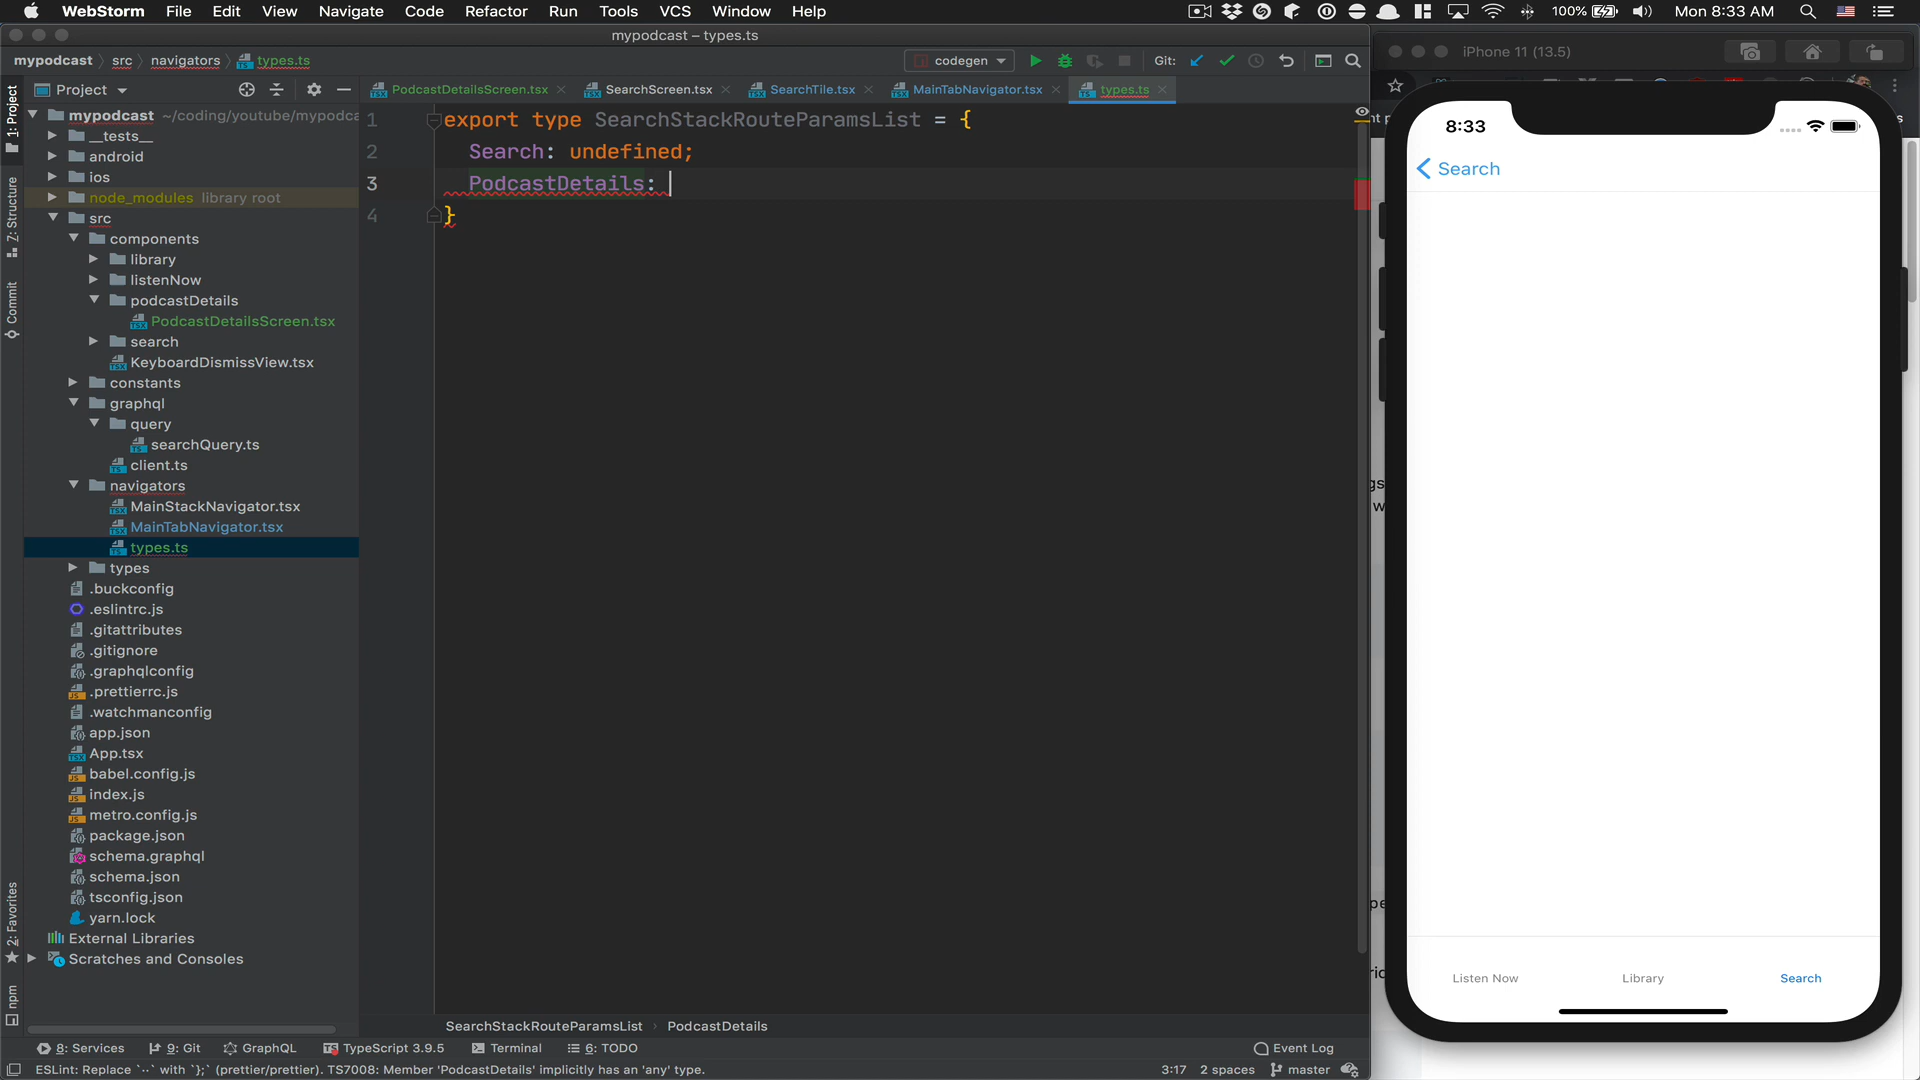 WebStorm File Edit View Navigate Code Refactor Run Tools VCS Window Help 100% Mon 8:33 AM
mypodcast – types.ts
mypodcast src navigators types.ts codegen Git:
iPhone 11 (13.5)
1: Project
Project
PodcastDetailsScreen.tsx SearchScreen.tsx SearchTile.tsx MainTabNavigator.tsx types.ts
mypodcast ~/coding/youtube/mypodca
__tests__
android
ios
node_modules library root
src
components
library
listenNow
podcastDetails
PodcastDetailsScreen.tsx
search
KeyboardDismissView.tsx
constants
graphql
query
searchQuery.ts
client.ts
navigators
MainStackNavigator.tsx
MainTabNavigator.tsx
types.ts
types
.buckconfig
.eslintrc.js
.gitattributes
.gitignore
.graphqlconfig
.prettierrc.js
.watchmanconfig
app.json
App.tsx
babel.config.js
index.js
metro.config.js
package.json
schema.graphql
schema.json
tsconfig.json
yarn.lock
External Libraries
Scratches and Consoles
Z: Structure
Commit
2: Favorites
npm
1 export type SearchStackRouteParamsList = {
2 Search: undefined;
3 PodcastDetails:
4 }
8:33
Search
Listen Now Library Search
SearchStackRouteParamsList PodcastDetails
8: Services 9: Git GraphQL TypeScript 3.9.5 Terminal 6: TODO Event Log
ESLint: Replace `··` with `};` (prettier/prettier). TS7008: Member 'PodcastDetails' implicitly has an 'any' type. 3:17 2 spaces master